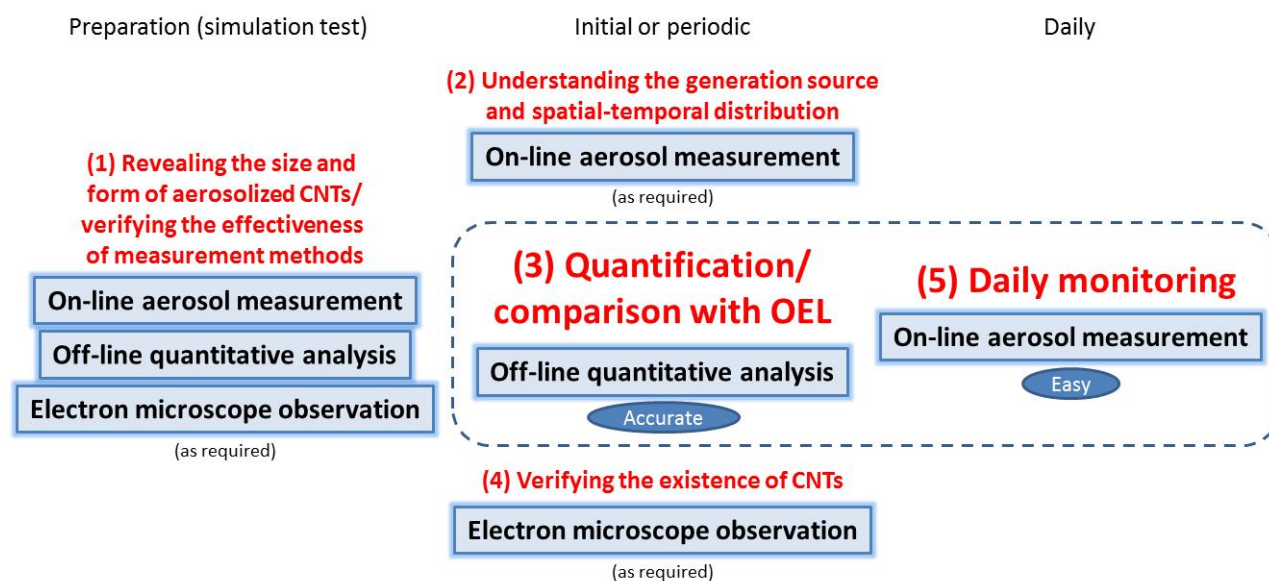 Preparation (simulation test)
Initial or periodic
Daily
(1) Revealing the size and
form of aerosolized CNTs/
verifying the effectiveness
of measurement methods
On-line aerosol measurement
Off-line quantitative analysis
Electron microscope observation
(as required)
(2) Understanding the generation source
and spatial-temporal distribution
On-line aerosol measurement
(as required)
(3) Quantification/
comparison with OEL
Off-line quantitative analysis
Accurate
(5) Daily monitoring
On-line aerosol measurement
Easy
(4) Verifying the existence of CNTs
Electron microscope observation
(as required)